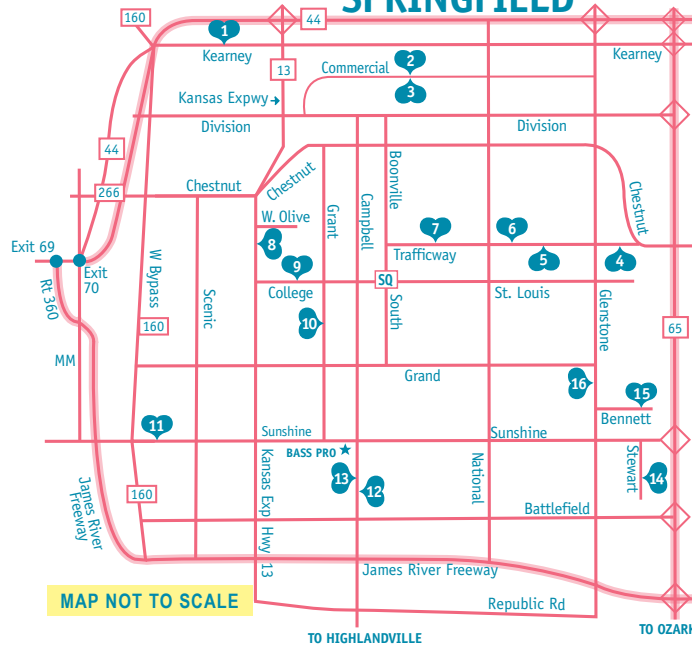 SPRINGFIELD
160
44
1
Kearney
Kearney
13
Commercial
2
3
Kansas Expwy
Division
Division
44
266
Chestnut
Chestnut
Boonville
Chestnut
W. Olive
Grant
Campbell
7
6
Trafficway
8
9
5
4
Exit 69
Exit
70
Rt 360
W Bypass
Scenic
College
SQ
South
St. Louis
Glenstone
10
160
65
MM
Grand
16
15
Bennett
11
Sunshine
Sunshine
BASS PRO
Kansas Exp
Hwy
13
13
12
National
Stewart
14
160
James River
Freeway
Battlefield
James River Freeway
MAP NOT TO SCALE
Republic Rd
TO HIGHLANDVILLE
TO OZARK